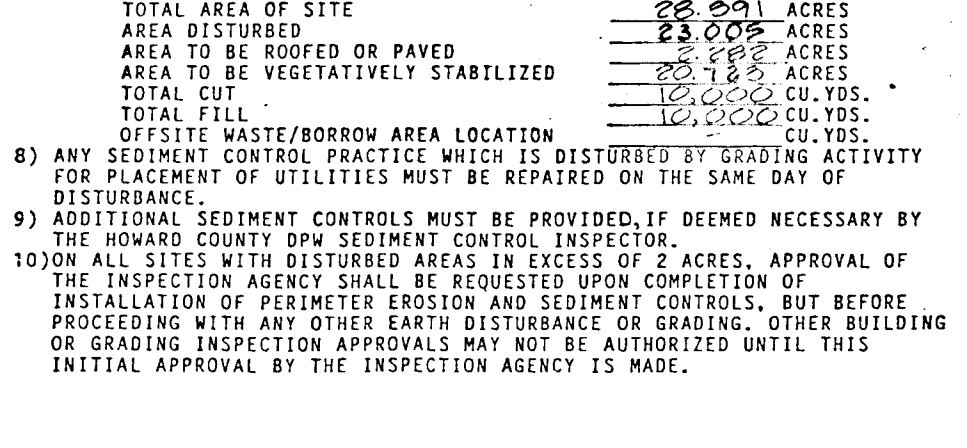 TOTAL AREA OF SITE 28.591 ACRES
AREA DISTURBED 23.005 ACRES
AREA TO BE ROOFED OR PAVED 2.282 ACRES
AREA TO BE VEGETATIVELY STABILIZED 20.723 ACRES
TOTAL CUT 10,000 CU.YDS.
TOTAL FILL 10,000 CU.YDS.
OFFSITE WASTE/BORROW AREA LOCATION - CU.YDS.
8) ANY SEDIMENT CONTROL PRACTICE WHICH IS DISTURBED BY GRADING ACTIVITY
FOR PLACEMENT OF UTILITIES MUST BE REPAIRED ON THE SAME DAY OF
DISTURBANCE.
9) ADDITIONAL SEDIMENT CONTROLS MUST BE PROVIDED, IF DEEMED NECESSARY BY
THE HOWARD COUNTY DPW SEDIMENT CONTROL INSPECTOR.
10) ON ALL SITES WITH DISTURBED AREAS IN EXCESS OF 2 ACRES, APPROVAL OF
THE INSPECTION AGENCY SHALL BE REQUESTED UPON COMPLETION OF
INSTALLATION OF PERIMETER EROSION AND SEDIMENT CONTROLS, BUT BEFORE
PROCEEDING WITH ANY OTHER EARTH DISTURBANCE OR GRADING. OTHER BUILDING
OR GRADING INSPECTION APPROVALS MAY NOT BE AUTHORIZED UNTIL THIS
INITIAL APPROVAL BY THE INSPECTION AGENCY IS MADE.